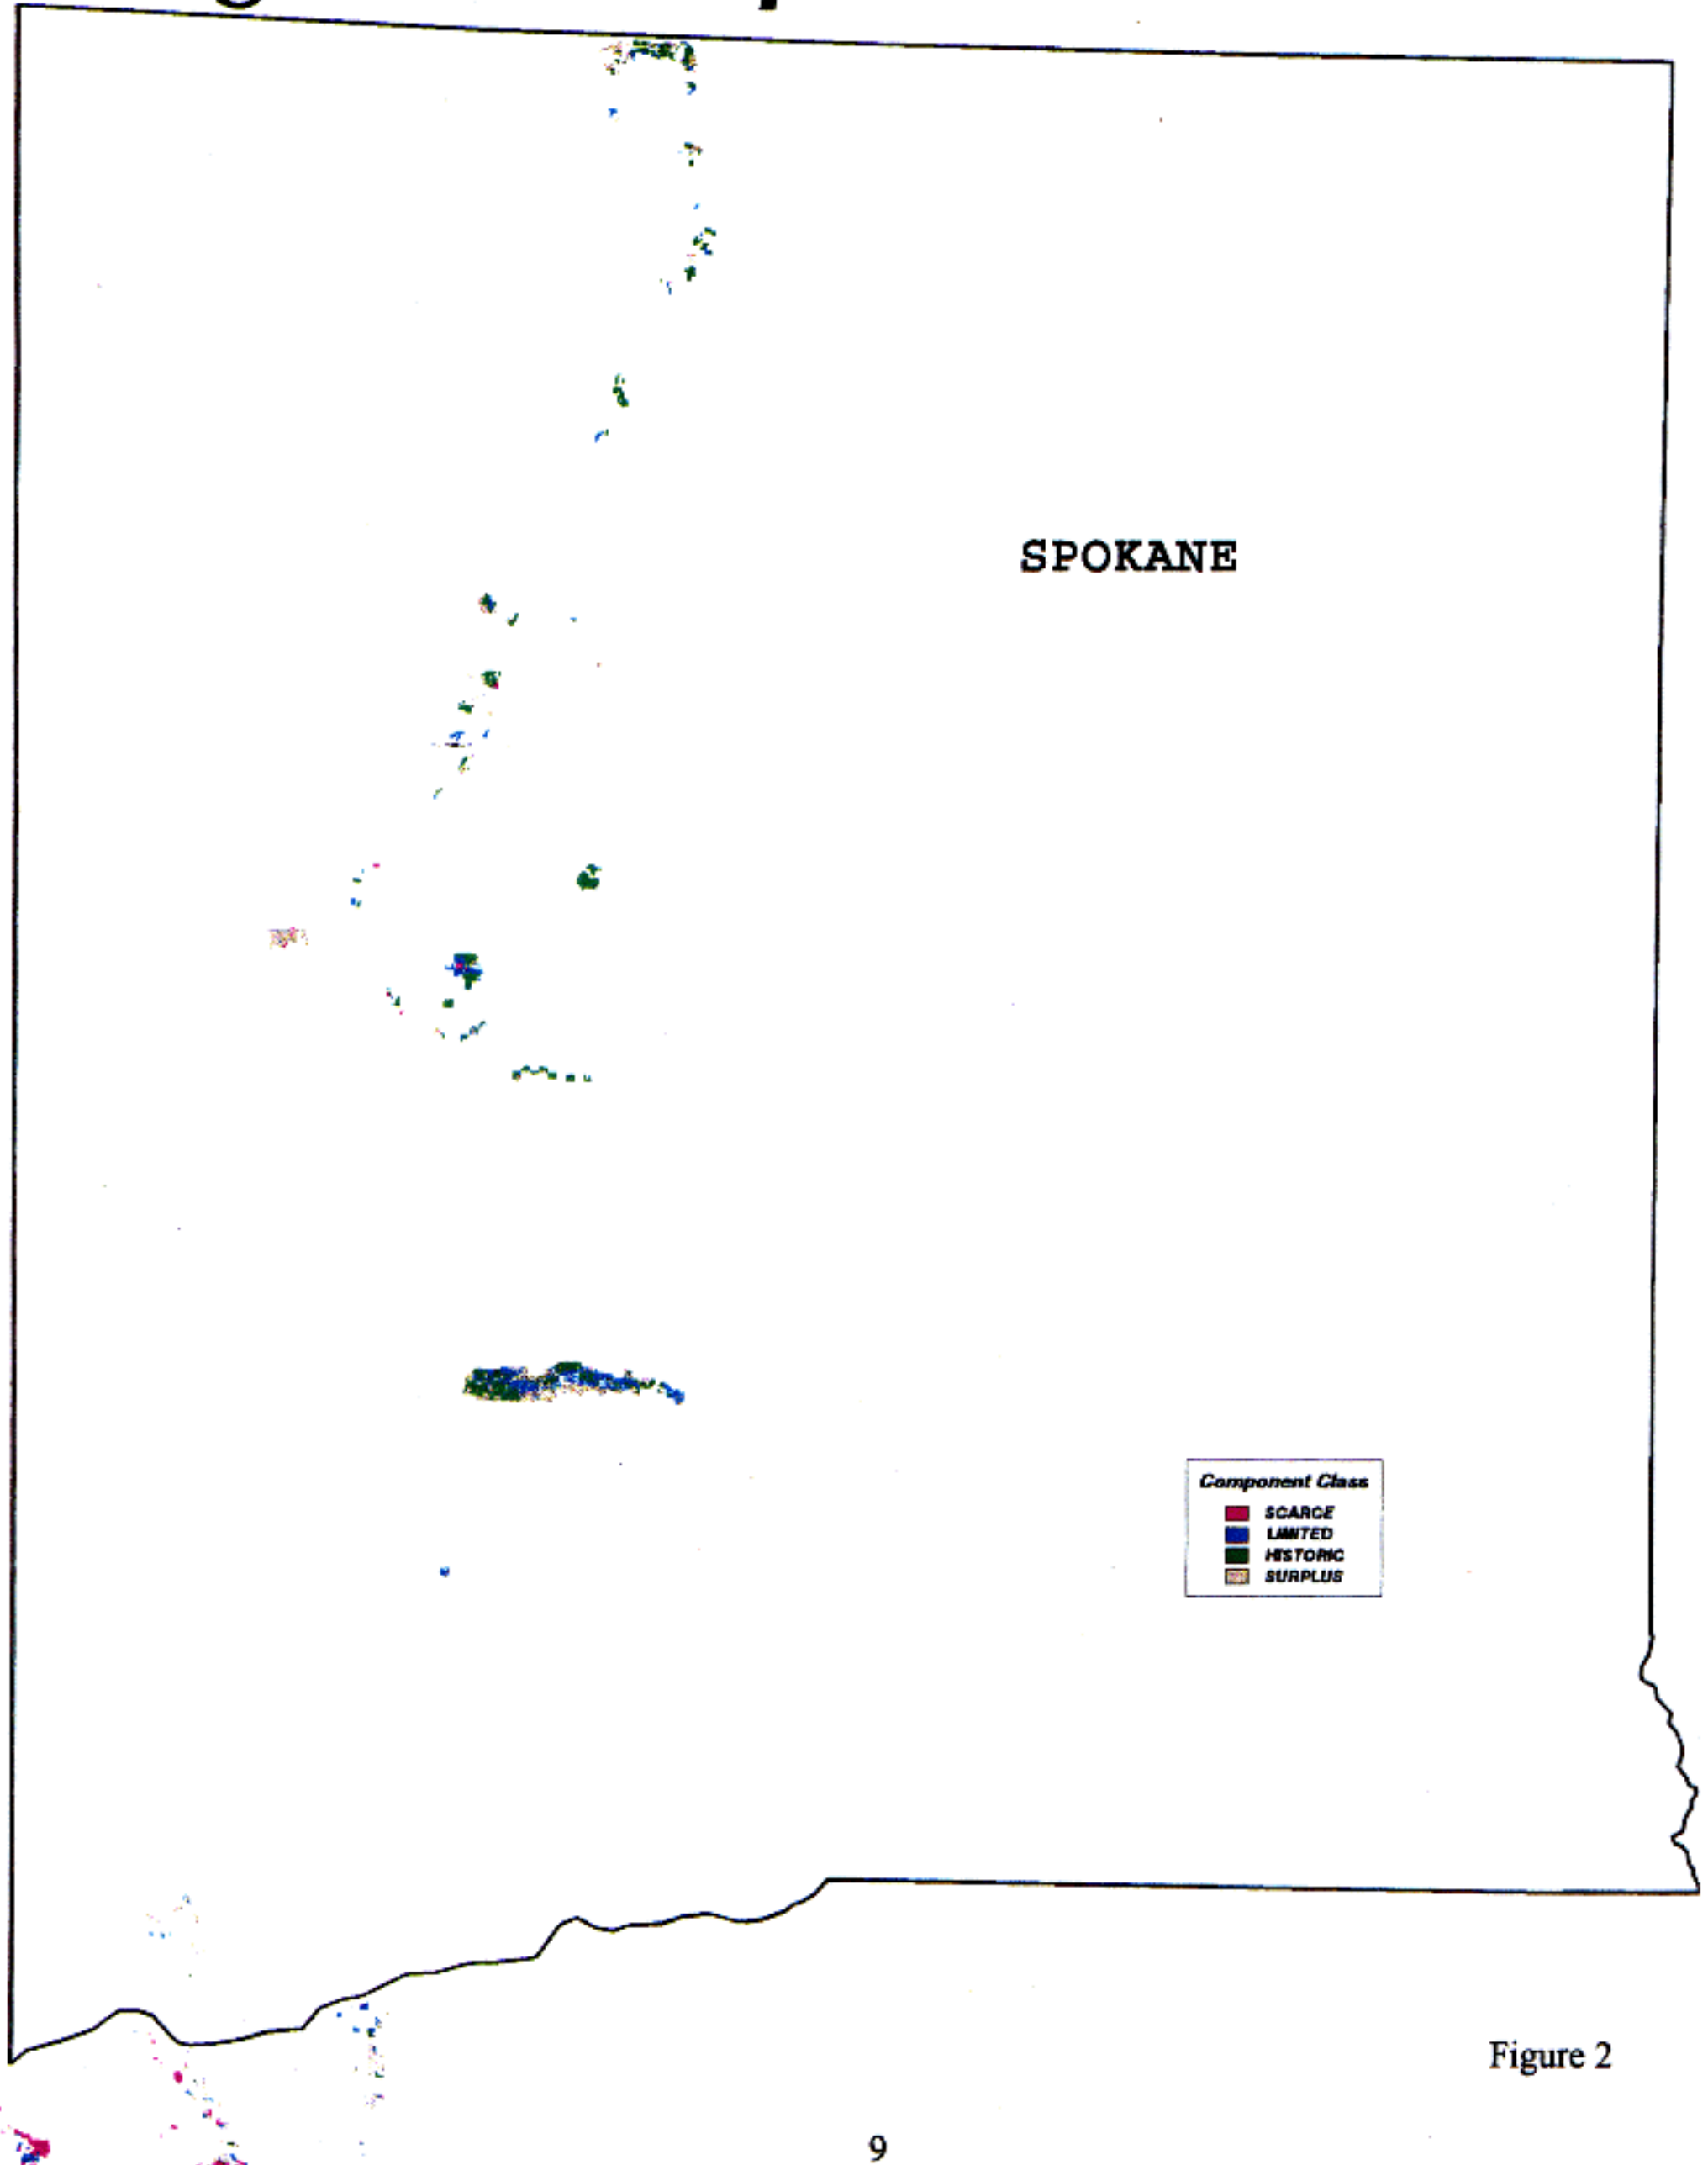 SPOKANE
Component Class
SCARCE
LIMITED
HISTORIC
SURPLUS
Figure 2
9